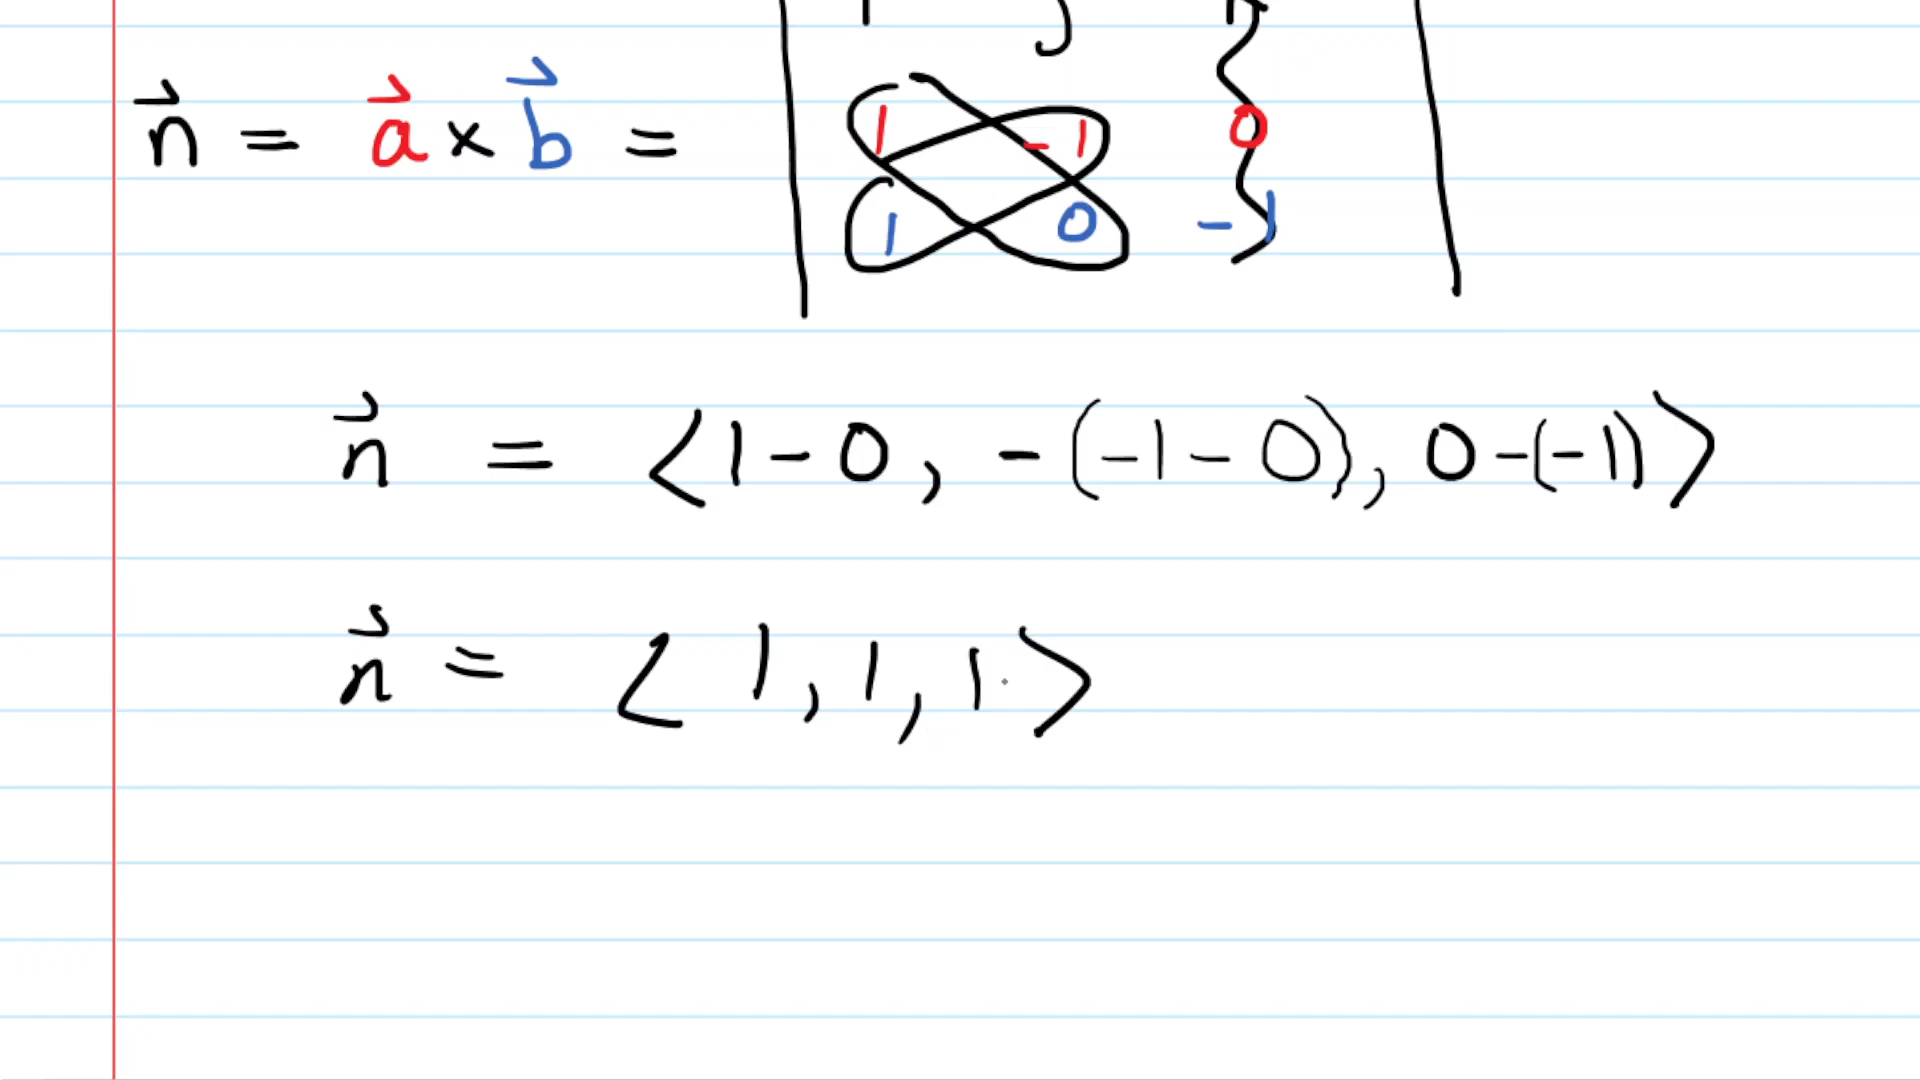 i j k
n⃗ = a⃗ × b⃗ = | 1 -1 0 |
1 0 -1
n⃗ = <1-0, -(-1-0), 0-(-1)>
n⃗ = <1, 1, 1>